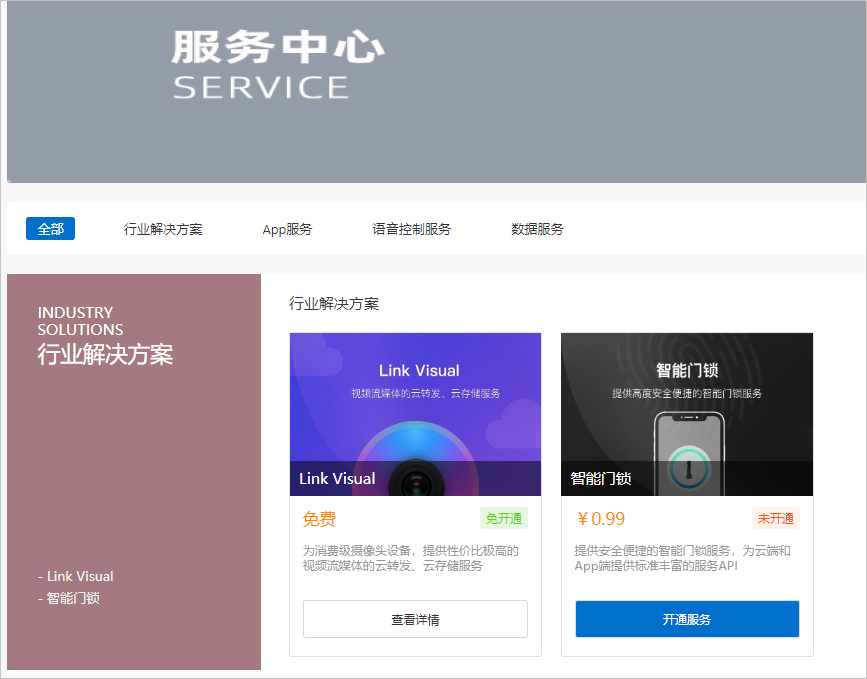 服务中心
SERVICE
全部
行业解决方案
App服务
语音控制服务
数据服务
INDUSTRY
SOLUTIONS
行业解决方案
- Link Visual
- 智能门锁
行业解决方案
Link Visual
视频流媒体的云转发、云存储服务
Link Visual
免费
免开通
为消费级摄像头设备，提供性价比极高的
视频流媒体的云转发、云存储服务
查看详情
智能门锁
提供高度安全便捷的智能门锁服务
智能门锁
￥0.99
未开通
提供安全便捷的智能门锁服务，为云端和
App端提供标准丰富的服务API
开通服务